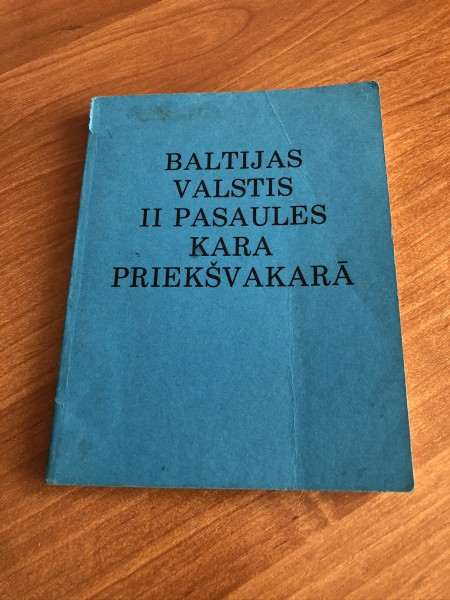 BALTIJAS
VALSTIS
II PASAULES
KARA
PRIEKŠVAKARĀ